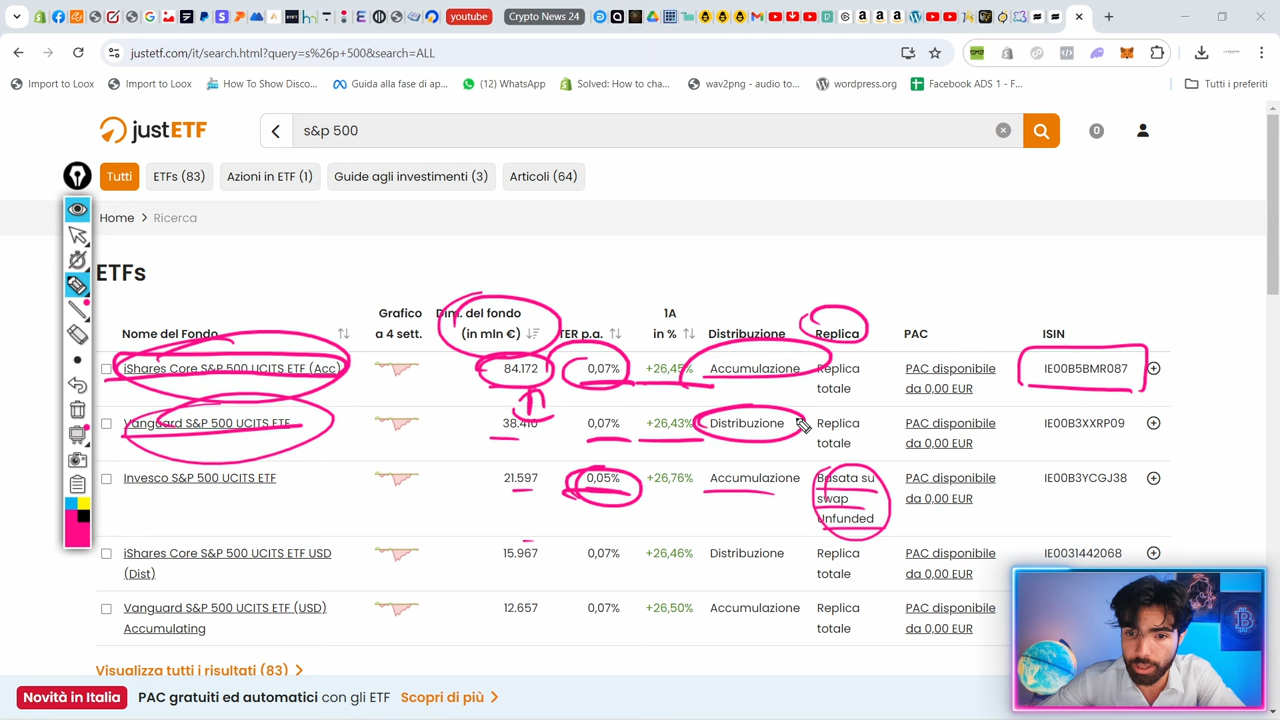 youtube
Crypto News 24
justetf.com/it/search.html?query=s%26p+500&search=ALL
Import to Loox
Import to Loox
How To Show Disco...
Guida alla fase di ap...
(12) WhatsApp
Solved: How to cha...
wav2png - audio to...
wordpress.org
Facebook ADS 1 - F...
Tutti i preferiti
justETF
s&p 500
0
Tutti
ETFs (83)
Azioni in ETF (1)
Guide agli investimenti (3)
Articoli (64)
Home > Ricerca
ETFs
Nome del Fondo
Grafico
a 4 sett.
Dim. del fondo
(in mln €)
TER p.a.
1A
in %
Distribuzione
Replica
PAC
ISIN
iShares Core S&P 500 UCITS ETF (Acc)
84.172
0,07%
+26,45%
Accumulazione
Replica
totale
PAC disponibile
da 0,00 EUR
IE00B5BMR087
Vanguard S&P 500 UCITS ETF
38.410
0,07%
+26,43%
Distribuzione
Replica
totale
PAC disponibile
da 0,00 EUR
IE00B3XXRP09
Invesco S&P 500 UCITS ETF
21.597
0,05%
+26,76%
Accumulazione
Basata su
swap
Unfunded
PAC disponibile
da 0,00 EUR
IE00B3YCGJ38
iShares Core S&P 500 UCITS ETF USD
(Dist)
15.967
0,07%
+26,46%
Distribuzione
Replica
totale
PAC disponibile
da 0,00 EUR
IE0031442068
Vanguard S&P 500 UCITS ETF (USD)
Accumulating
12.657
0,07%
+26,50%
Accumulazione
Replica
totale
PAC disponibile
da 0,00 EUR
Visualizza tutti i risultati (83) >
Novità in Italia
PAC gratuiti ed automatici con gli ETF
Scopri di più >